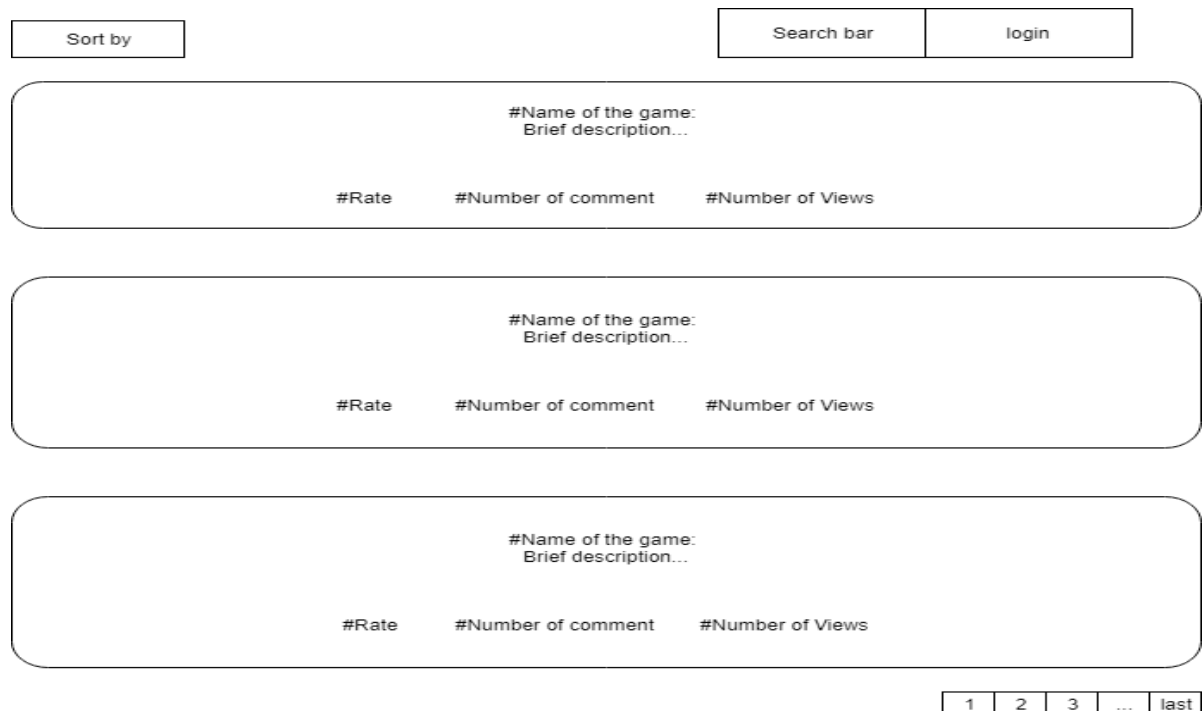 Sort by
Search bar
login
#Name of the game:
Brief description...
#Rate
#Number of comment
#Number of Views
#Name of the game:
Brief description...
#Rate
#Number of comment
#Number of Views
#Name of the game:
Brief description...
#Rate
#Number of comment
#Number of Views
1
2
3
...
last